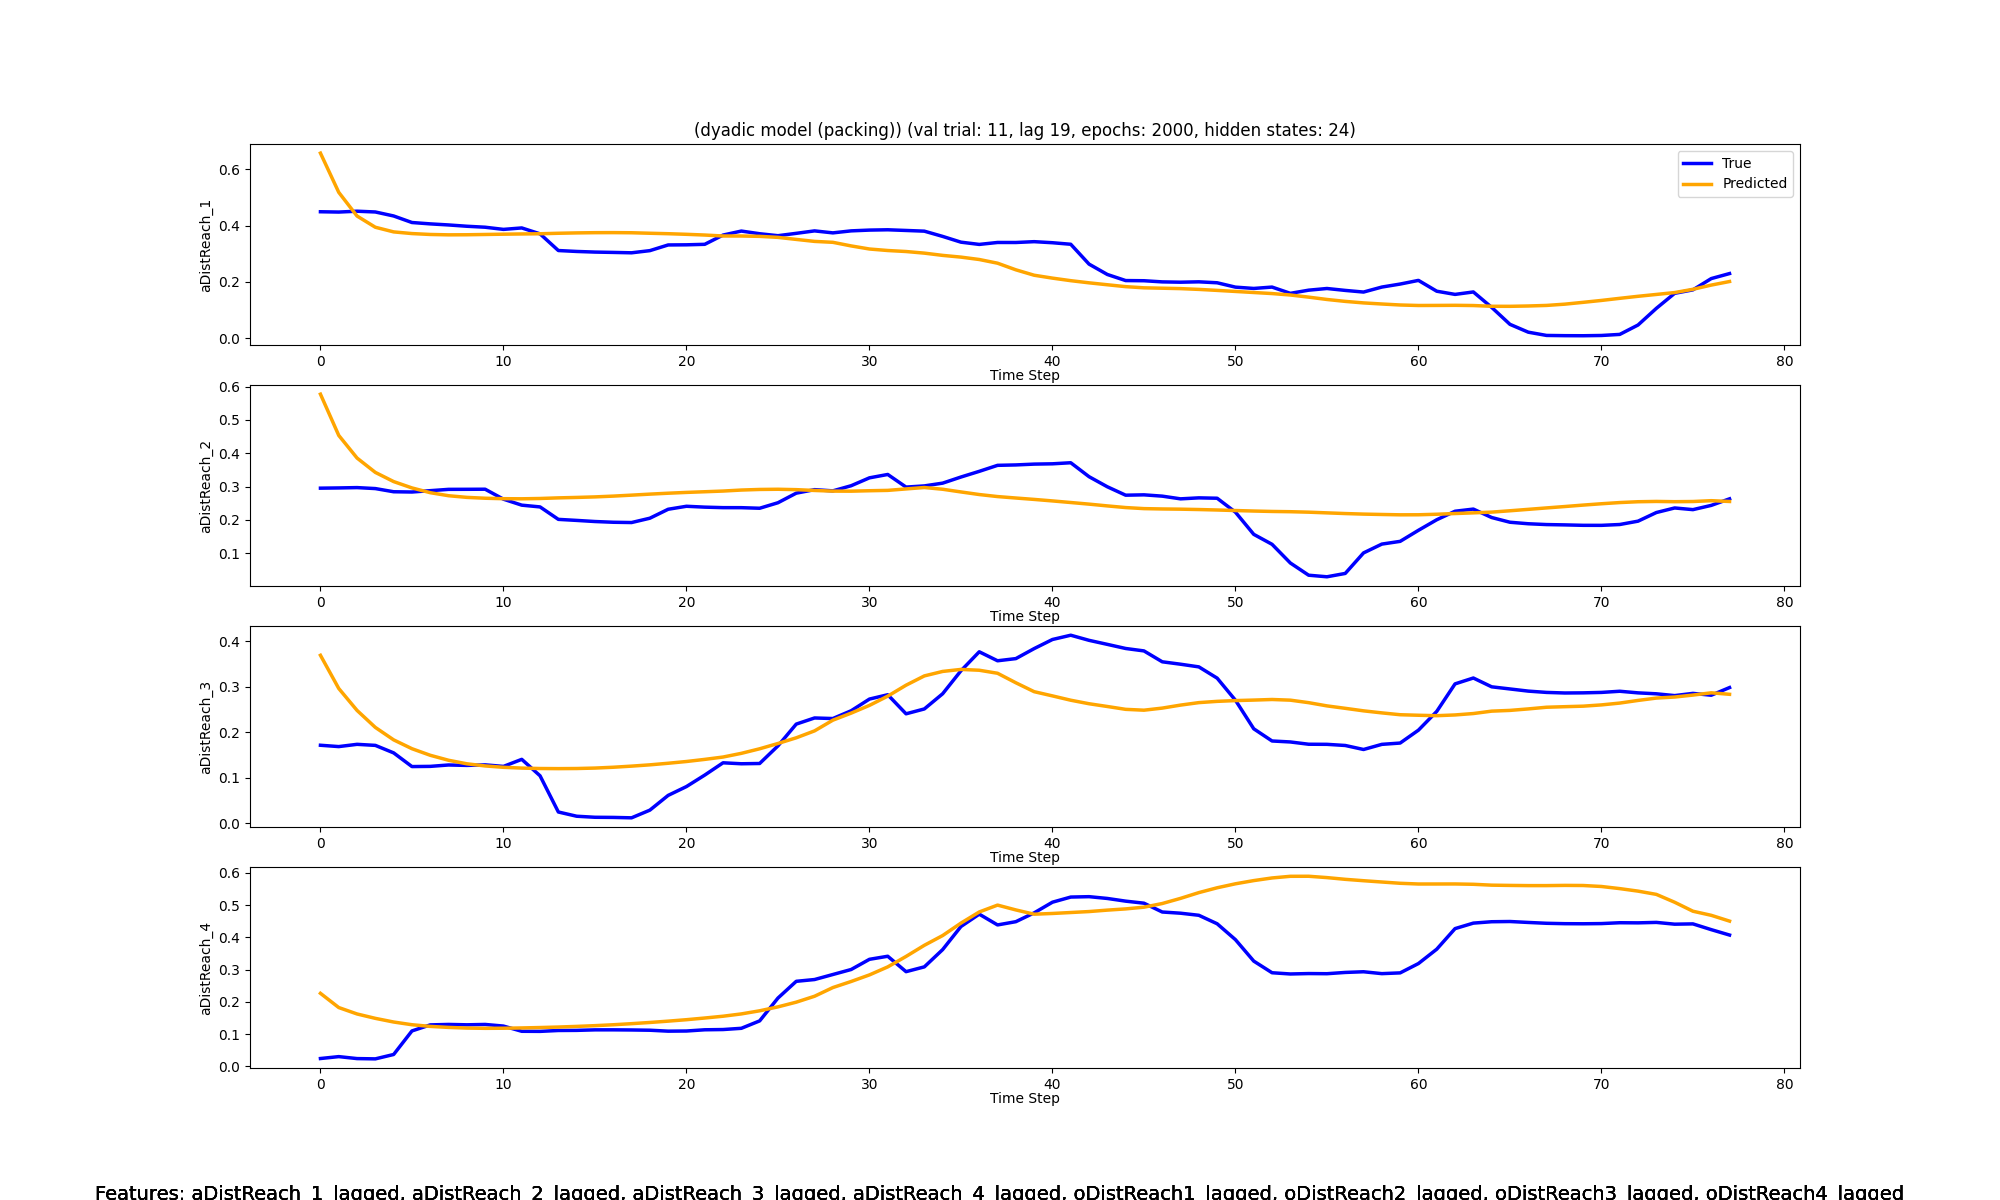 (dyadic model (packing)) (val trial: 11, lag 19, epochs: 2000, hidden states: 24)
True
Predicted
aDistReach_1
0.6
0.4
0.2
0.0
0 10 20 30 40 50 60 70 80
Time Step
aDistReach_2
0.6
0.5
0.4
0.3
0.2
0.1
0 10 20 30 40 50 60 70 80
Time Step
aDistReach_3
0.4
0.3
0.2
0.1
0.0
0 10 20 30 40 50 60 70 80
Time Step
aDistReach_4
0.6
0.5
0.4
0.3
0.2
0.1
0.0
0 10 20 30 40 50 60 70 80
Time Step
Features: aDistReach_1_lagged, aDistReach_2_lagged, aDistReach_3_lagged, aDistReach_4_lagged, oDistReach1_lagged, oDistReach2_lagged, oDistReach3_lagged, oDistReach4_lagged